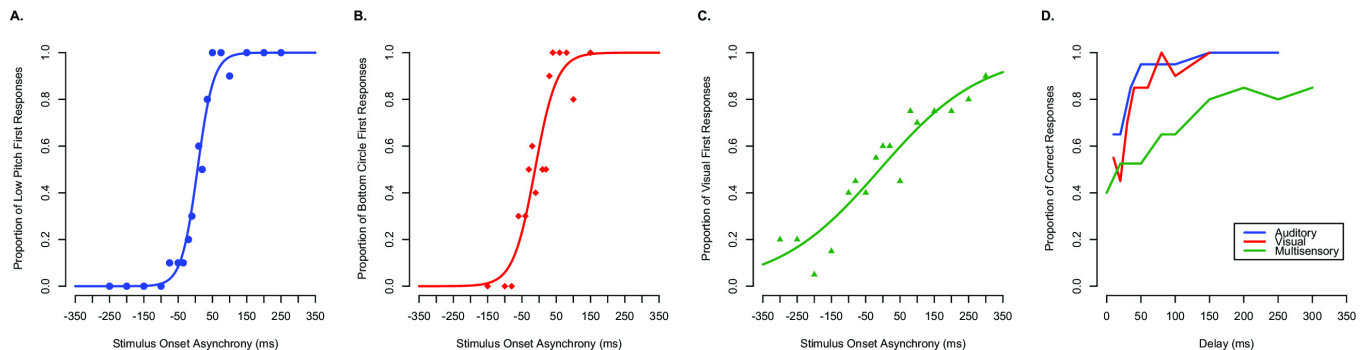 A.
Proportion of Low Pitch First Responses
1.0
0.8
0.6
0.4
0.2
0.0
-350 -250 -150 -50 50 150 250 350
Stimulus Onset Asynchrony (ms)
B.
Proportion of Bottom Circle First Responses
1.0
0.8
0.6
0.4
0.2
0.0
-350 -250 -150 -50 50 150 250 350
Stimulus Onset Asynchrony (ms)
C.
Proportion of Visual First Responses
1.0
0.8
0.6
0.4
0.2
0.0
-350 -250 -150 -50 50 150 250 350
Stimulus Onset Asynchrony (ms)
D.
Proportion of Correct Responses
1.0
0.8
0.6
0.4
0.2
0.0
Auditory
Visual
Multisensory
0 50 100 150 200 250 300 350
Delay (ms)